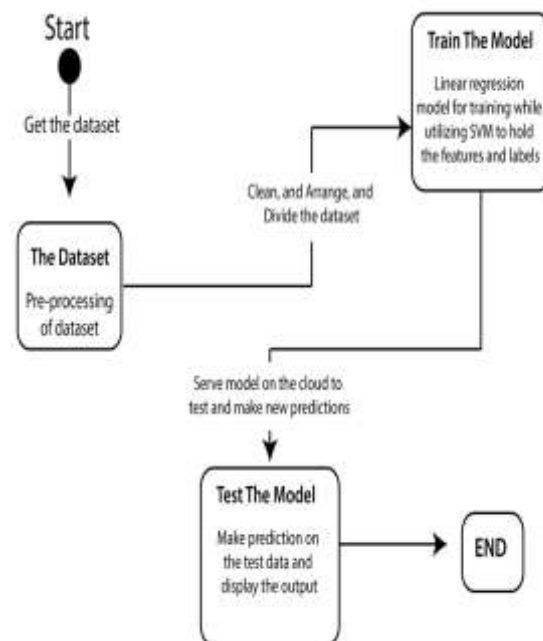 Start
Get the dataset
The Dataset
Pre-processing
of dataset
Clean, and Arrange, and
Divide the dataset
Train The Model
Linear regression
model for training while
utilizing SVM to hold
the features and labels
Serve model on the cloud to
test and make new predictions
Test The Model
Make prediction on
the test data and
display the output
END